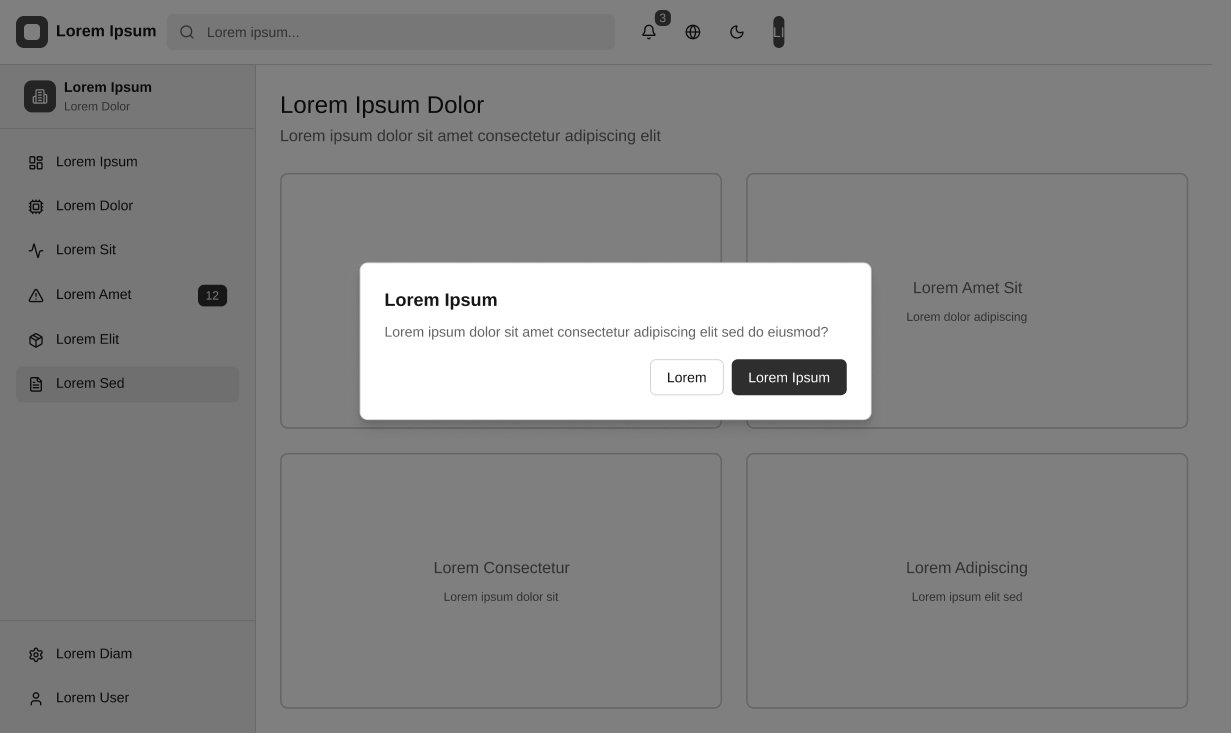 Lorem Ipsum
Lorem ipsum...
3
LI
Lorem Ipsum
Lorem Dolor
Lorem Ipsum
Lorem Dolor
Lorem Sit
Lorem Amet
12
Lorem Elit
Lorem Sed
Lorem Diam
Lorem User
Lorem Ipsum Dolor
Lorem ipsum dolor sit amet consectetur adipiscing elit
Lorem Amet Sit
Lorem dolor adipiscing
Lorem Ipsum
Lorem ipsum dolor sit amet consectetur adipiscing elit sed do eiusmod?
Lorem
Lorem Ipsum
Lorem Consectetur
Lorem ipsum dolor sit
Lorem Adipiscing
Lorem ipsum elit sed